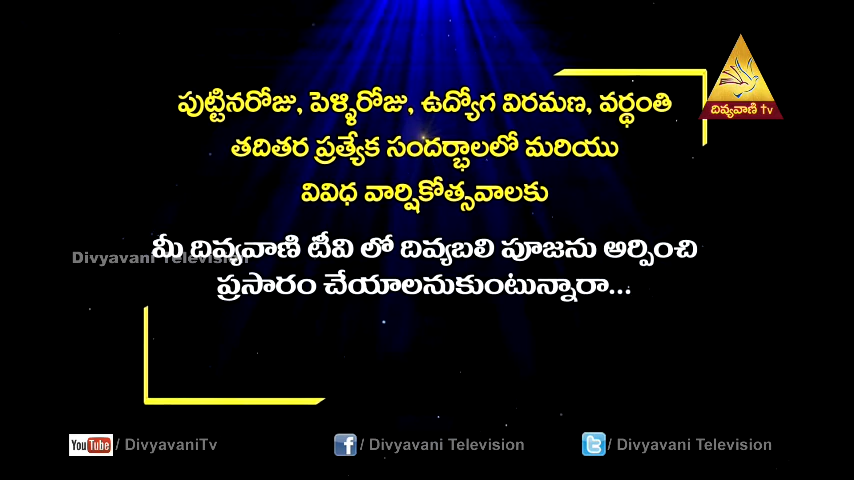 పుట్టినరోజు, పెళ్ళిరోజు, ఉద్యోగ విరమణ, వర్థంతి
తదితర ప్రత్యేక సందర్భాలలో మరియు
వివిధ వార్షికోత్సవాలకు
మీ దివ్యవాణి టీవి లో దివ్యబలి పూజను అర్పించి
ప్రసారం చేయాలనుకుంటున్నారా...
దివ్యవాణి tv
Divyavani Television
YouTube / DivyavaniTv
f / Divyavani Television
t / Divyavani Television